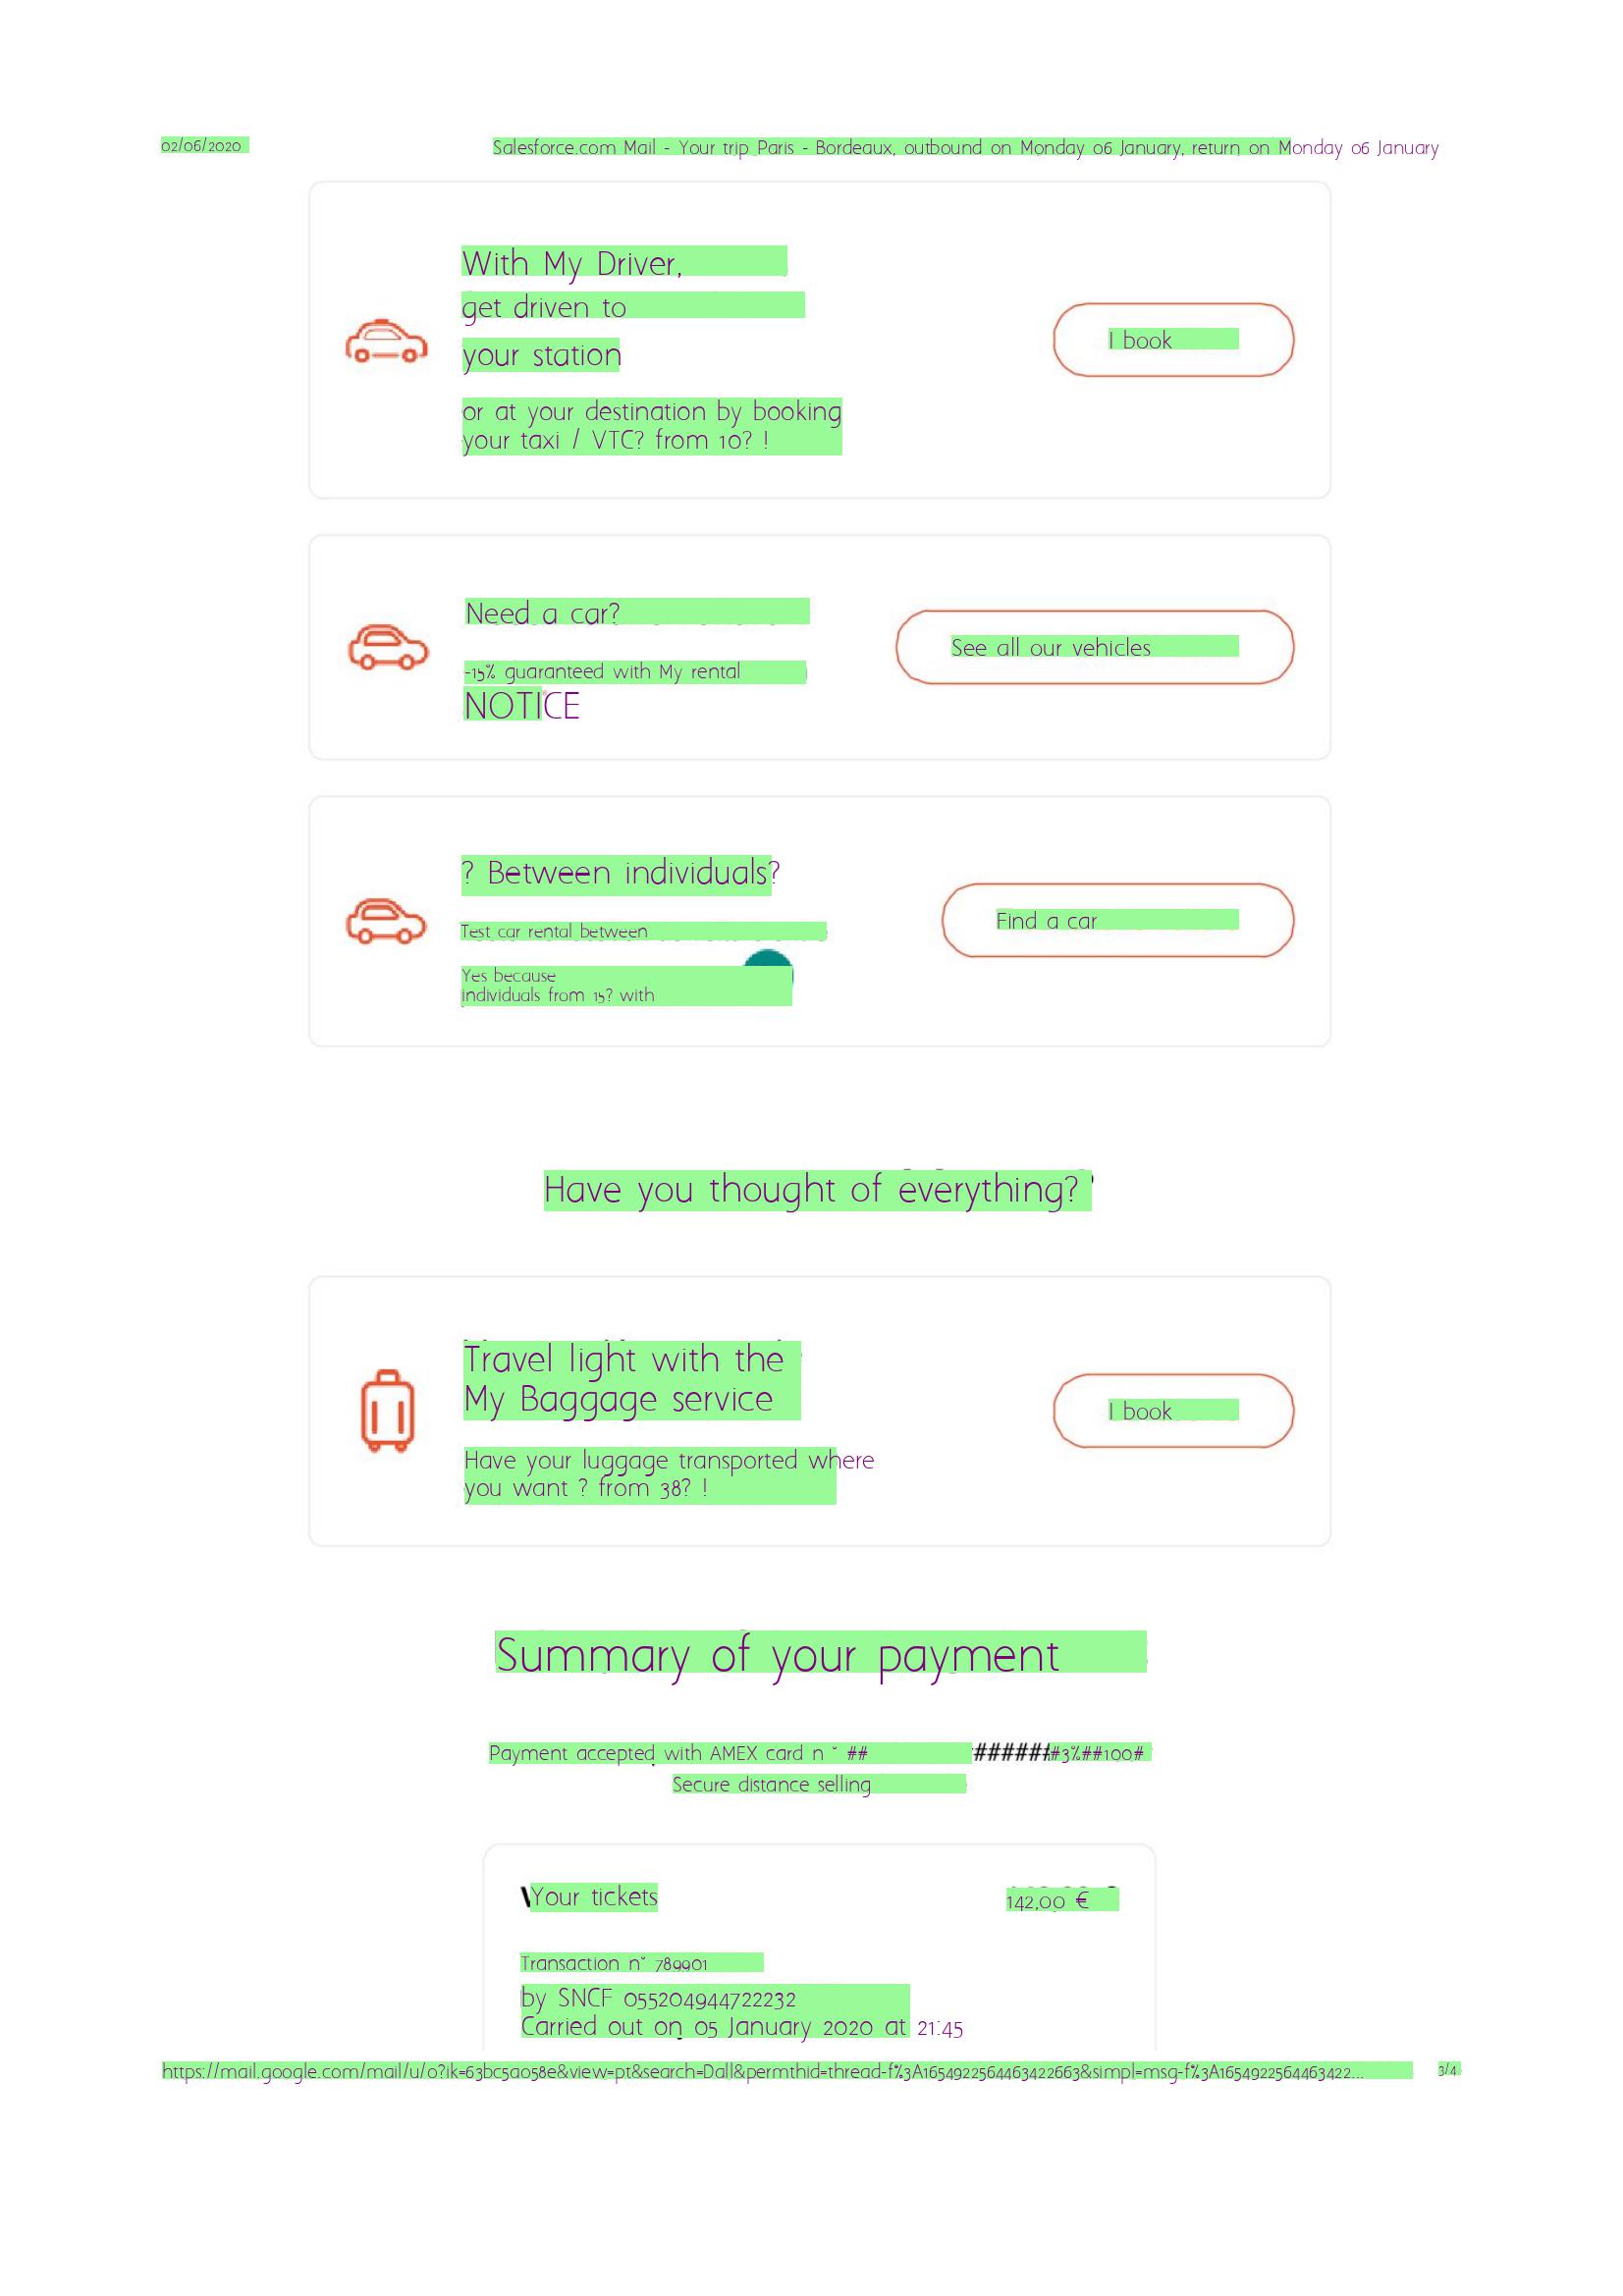 02/06/2020
Salesforce.com Mail - Your trip Paris - Bordeaux, outbound on Monday 06 January, return on Monday 06 January
With My Driver,
get driven to
your station
I book
or at your destination by booking
your taxi / VTC? from 10? !
Need a car?
See all our vehicles
-15% guaranteed with My rental
NOTICE
? Between individuals?
Find a car
Test car rental between
Yes because
individuals from 15? with
Have you thought of everything?
Travel light with the
My Baggage service
I book
Have your luggage transported where
you want ? from 38? !
Summary of your payment
Payment accepted with AMEX card n ° ## ######## #3%##100#
Secure distance selling
Your tickets 142,00 €
Transaction n° 789901
by SNCF 055204944722232
Carried out on 05 January 2020 at 21:45
https://mail.google.com/mail/u/0?ik=63bc5a058e&view=pt&search=Dall&permthid=thread-f%3A1654922564463422663&simpl=msg-f%3A1654922564463422... 3/4